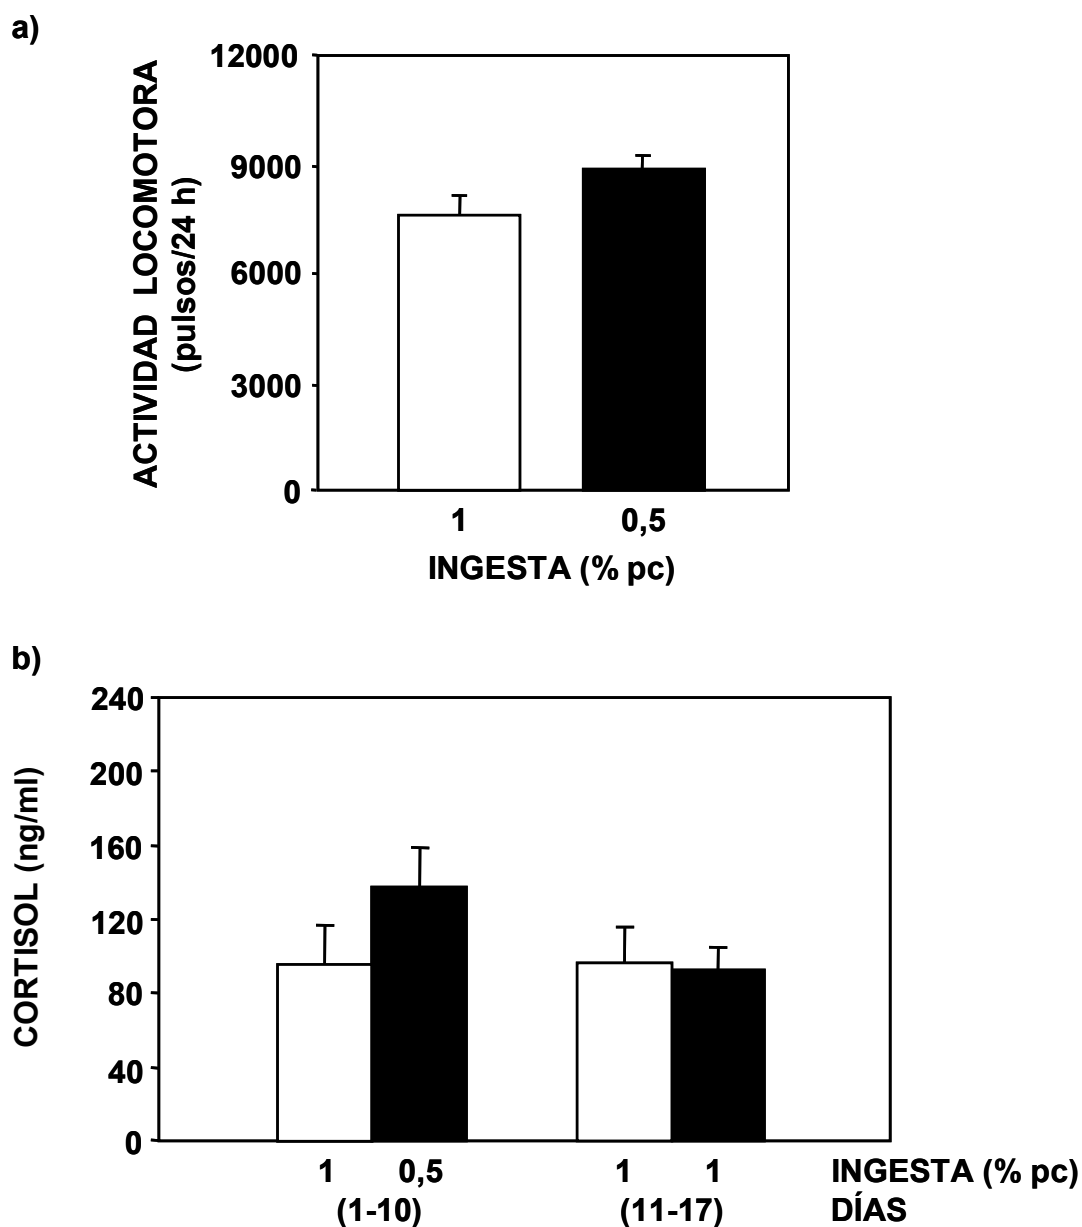 a)
12000
9000
6000
3000
0
ACTIVIDAD LOCOMOTORA
(pulsos/24 h)
1 0,5
INGESTA (% pc)
b)
240
200
160
120
80
40
0
CORTISOL (ng/ml)
1 0,5 1 1 INGESTA (% pc)
(1-10) (11-17) DÍAS